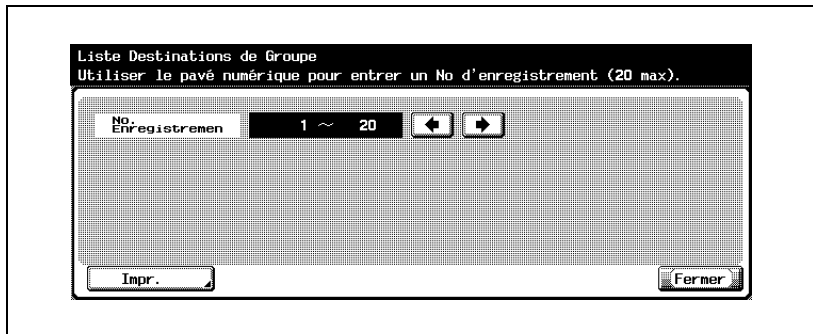 Liste Destinations de Groupe
Utiliser le pavé numérique pour entrer un No d'enregistrement (20 max).
No.
Enregistremen
1 ~ 20
Impr.
Fermer